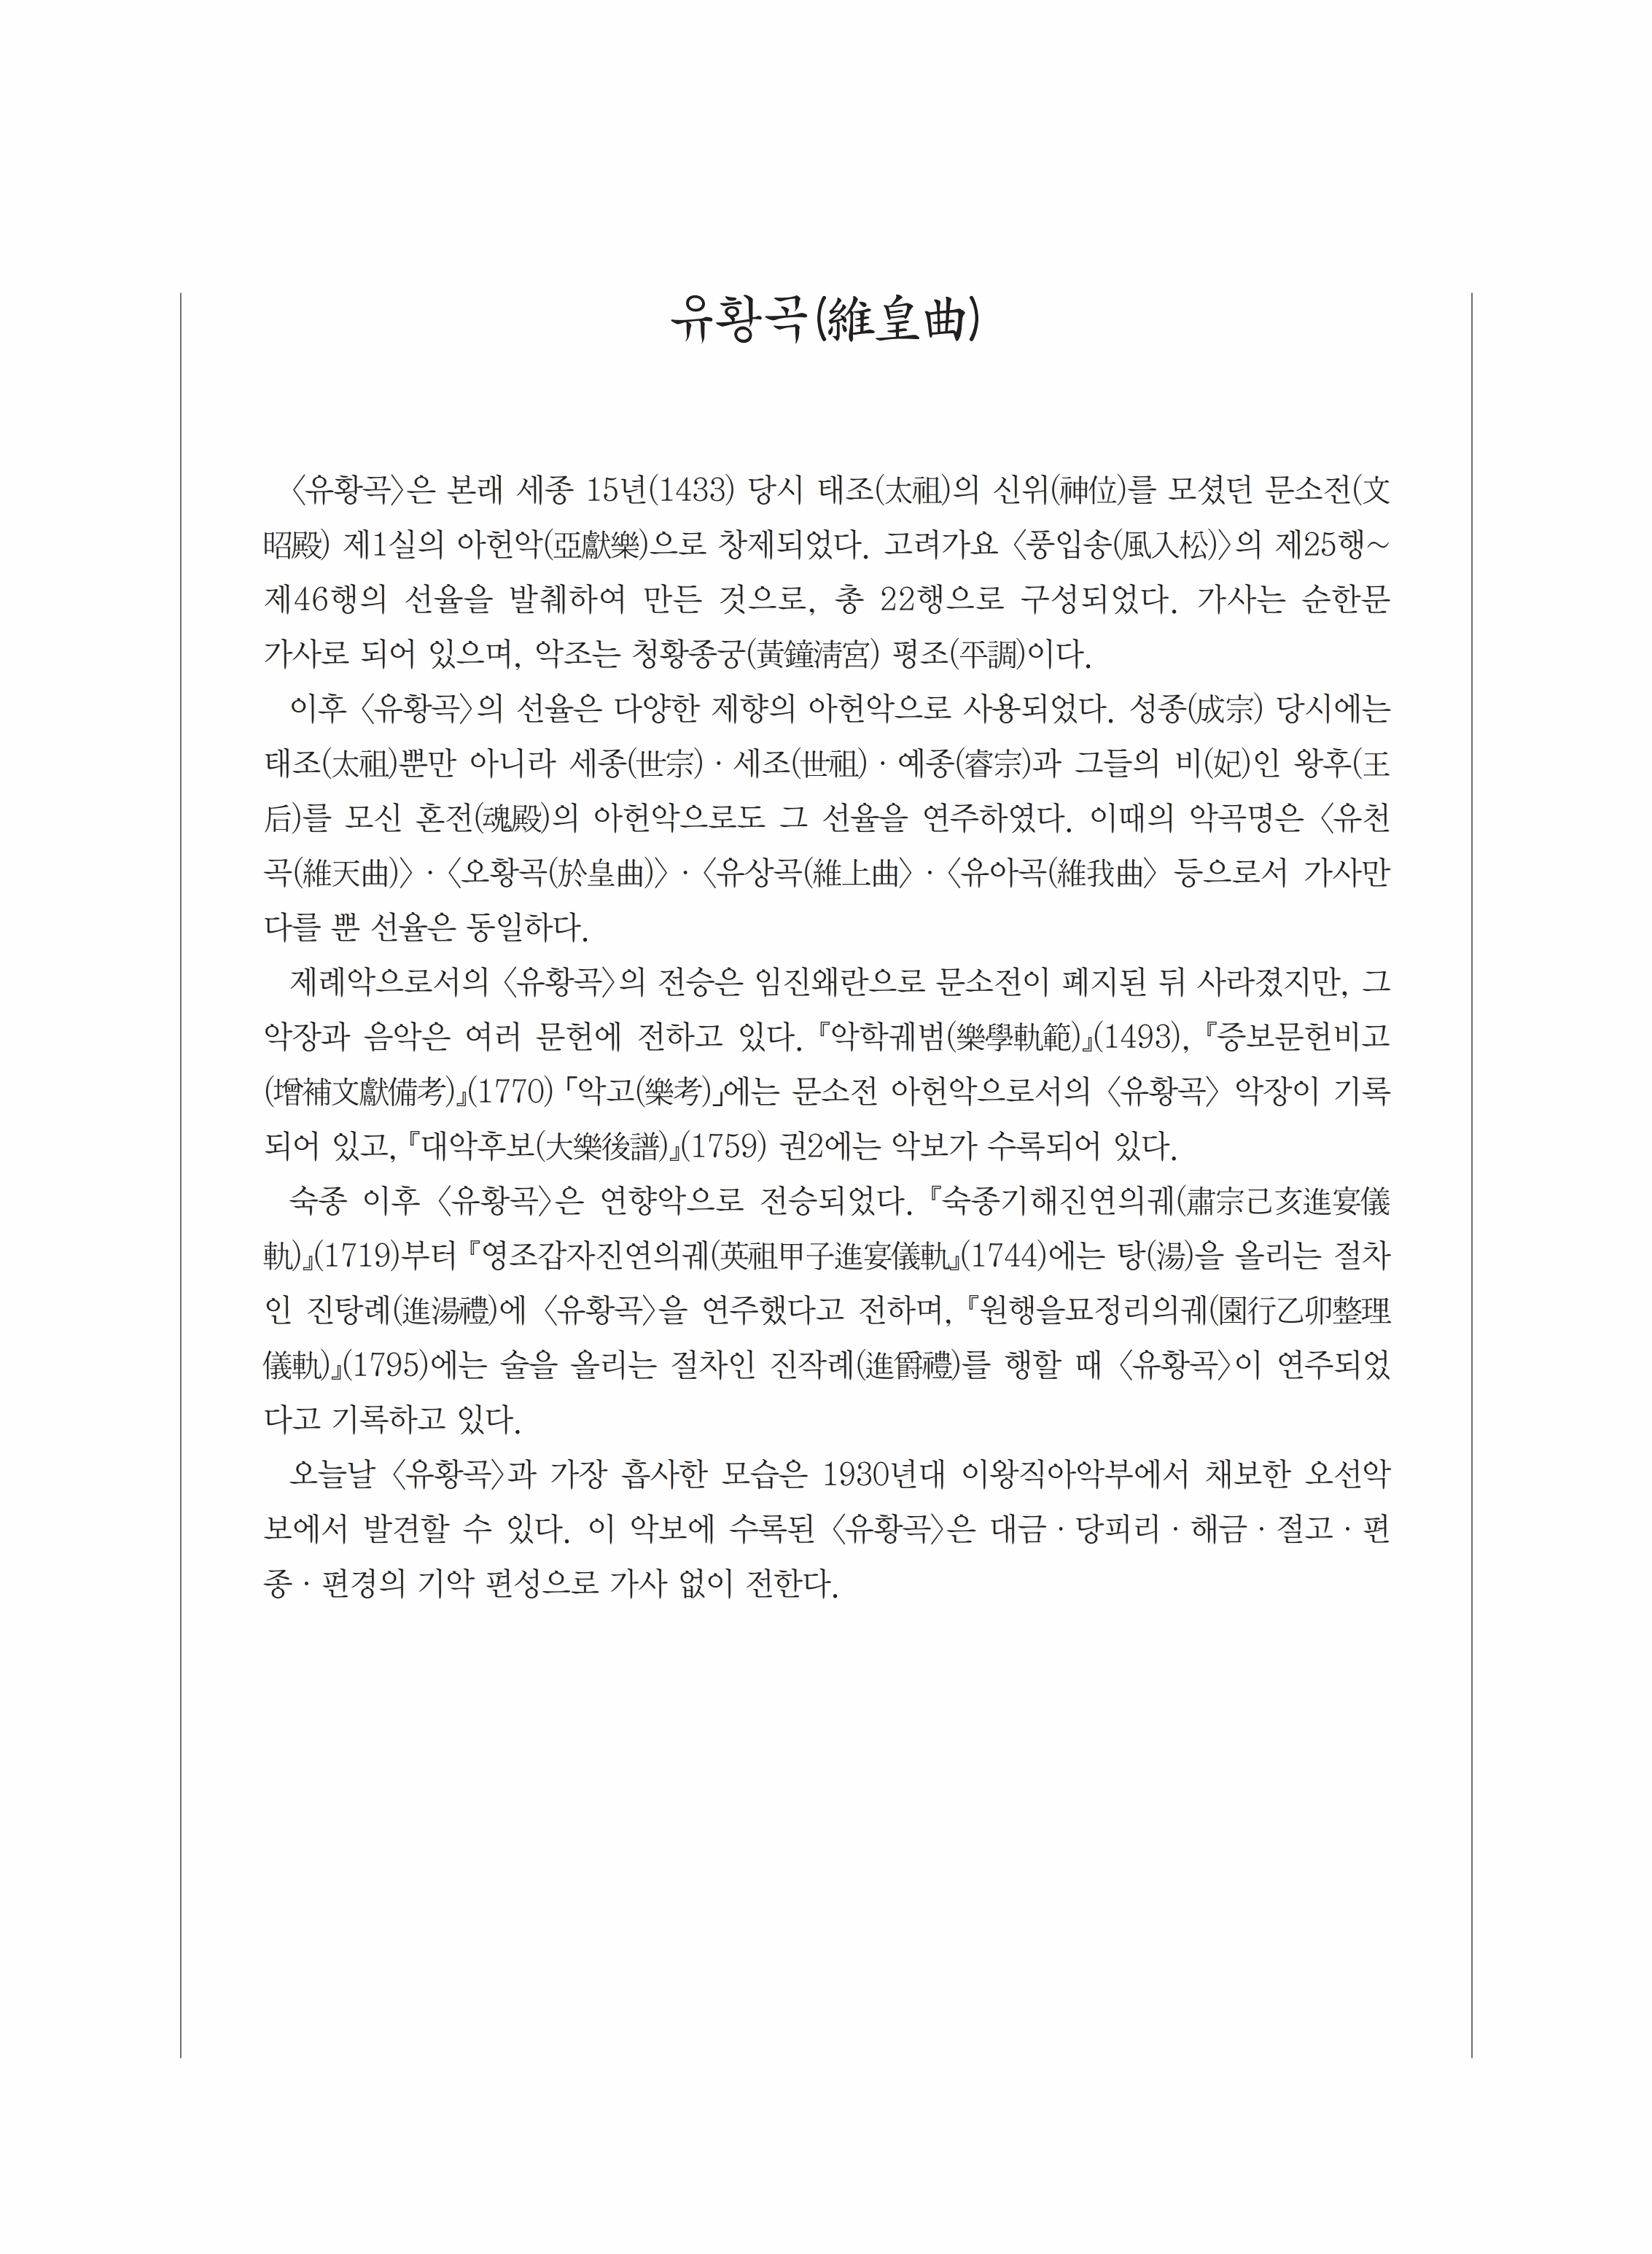 유황곡(維皇曲)
〈유황곡〉은 본래 세종 15년(1433) 당시 태조(太祖)의 신위(神位)를 모셨던 문소전(文
昭殿) 제1실의 아헌악(亞獻樂)으로 창제되었다. 고려가요 〈풍입송(風入松)〉의 제25행~
제46행의 선율을 발췌하여 만든 것으로, 총 22행으로 구성되었다. 가사는 순한문
가사로 되어 있으며, 악조는 청황종궁(黃鐘淸宮) 평조(平調)이다.
이후 〈유황곡〉의 선율은 다양한 제향의 아헌악으로 사용되었다. 성종(成宗) 당시에는
태조(太祖)뿐만 아니라 세종(世宗)·세조(世祖)·예종(睿宗)과 그들의 비(妃)인 왕후(王
后)를 모신 혼전(魂殿)의 아헌악으로도 그 선율을 연주하였다. 이때의 악곡명은 〈유천
곡(維天曲)〉·〈오황곡(於皇曲)〉·〈유상곡(維上曲〉·〈유아곡(維我曲〉 등으로서 가사만
다를 뿐 선율은 동일하다.
제례악으로서의 〈유황곡〉의 전승은 임진왜란으로 문소전이 폐지된 뒤 사라졌지만, 그
악장과 음악은 여러 문헌에 전하고 있다. 『악학궤범(樂學軌範)』(1493), 『증보문헌비고
(增補文獻備考)』(1770) 「악고(樂考)」에는 문소전 아헌악으로서의 〈유황곡〉 악장이 기록
되어 있고, 『대악후보(大樂後譜)』(1759) 권2에는 악보가 수록되어 있다.
숙종 이후 〈유황곡〉은 연향악으로 전승되었다. 『숙종기해진연의궤(肅宗己亥進宴儀
軌)』(1719)부터 『영조갑자진연의궤(英祖甲子進宴儀軌』(1744)에는 탕(湯)을 올리는 절차
인 진탕례(進湯禮)에 〈유황곡〉을 연주했다고 전하며, 『원행을묘정리의궤(園行乙卯整理
儀軌)』(1795)에는 술을 올리는 절차인 진작례(進爵禮)를 행할 때 〈유황곡〉이 연주되었
다고 기록하고 있다.
오늘날 〈유황곡〉과 가장 흡사한 모습은 1930년대 이왕직아악부에서 채보한 오선악
보에서 발견할 수 있다. 이 악보에 수록된 〈유황곡〉은 대금·당피리·해금·절고·편
종·편경의 기악 편성으로 가사 없이 전한다.